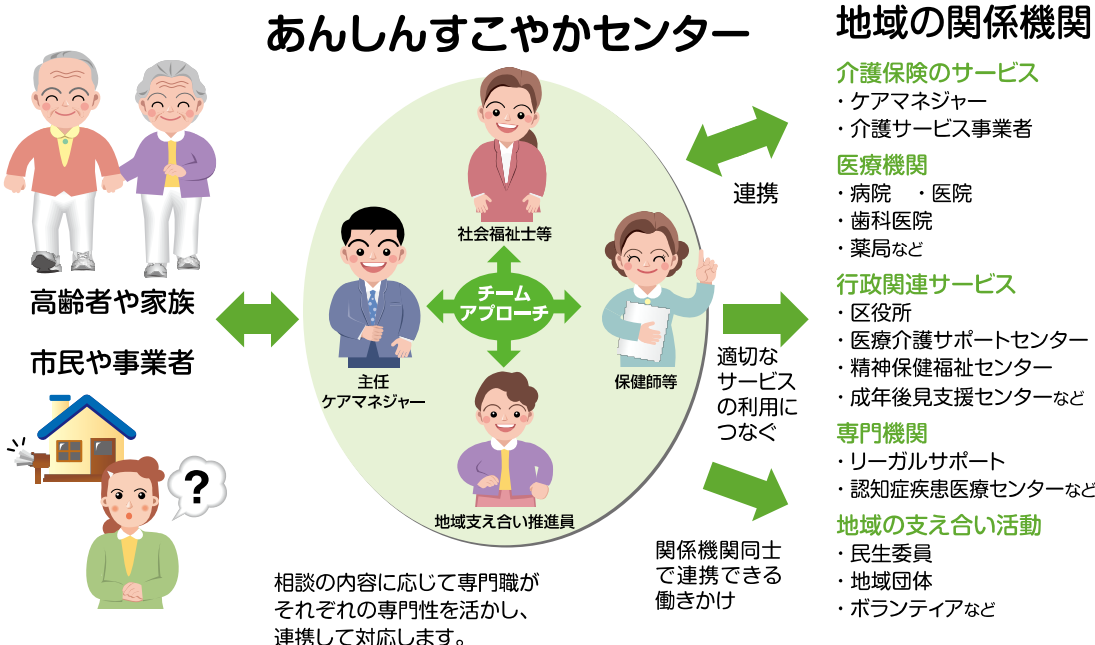 あんしんすこやかセンター
高齢者や家族
市民や事業者
?
社会福祉士等
主任
ケアマネジャー
チーム
アプローチ
保健師等
地域支え合い推進員
相談の内容に応じて専門職が
それぞれの専門性を活かし、
連携して対応します。
連携
適切な
サービス
の利用に
つなぐ
関係機関同士
で連携できる
働きかけ
地域の関係機関
介護保険のサービス
・ケアマネジャー
・介護サービス事業者
医療機関
・病院　・医院
・歯科医院
・薬局など
行政関連サービス
・区役所
・医療介護サポートセンター
・精神保健福祉センター
・成年後見支援センターなど
専門機関
・リーガルサポート
・認知症疾患医療センターなど
地域の支え合い活動
・民生委員
・地域団体
・ボランティアなど